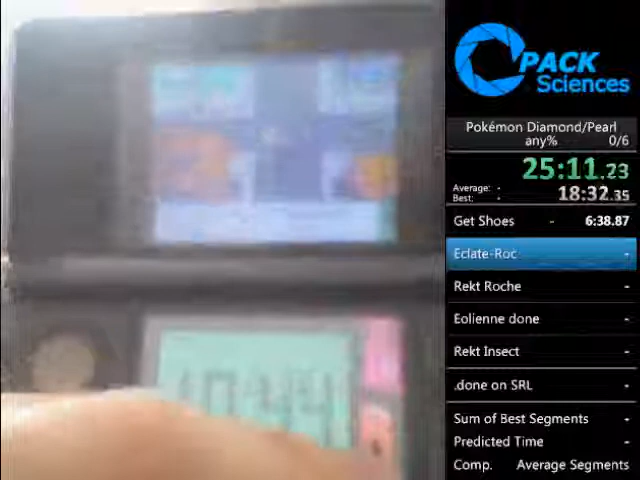 PACK
Sciences
Pokémon Diamond/Pearl
any% 0/6
25:11.23
Average: -
Best: - 18:32.35
Get Shoes - 6:38.87
Eclate-Roc -
Rekt Roche -
Eolienne done -
Rekt Insect -
.done on SRL -
Sum of Best Segments -
Predicted Time -
Comp. Average Segments